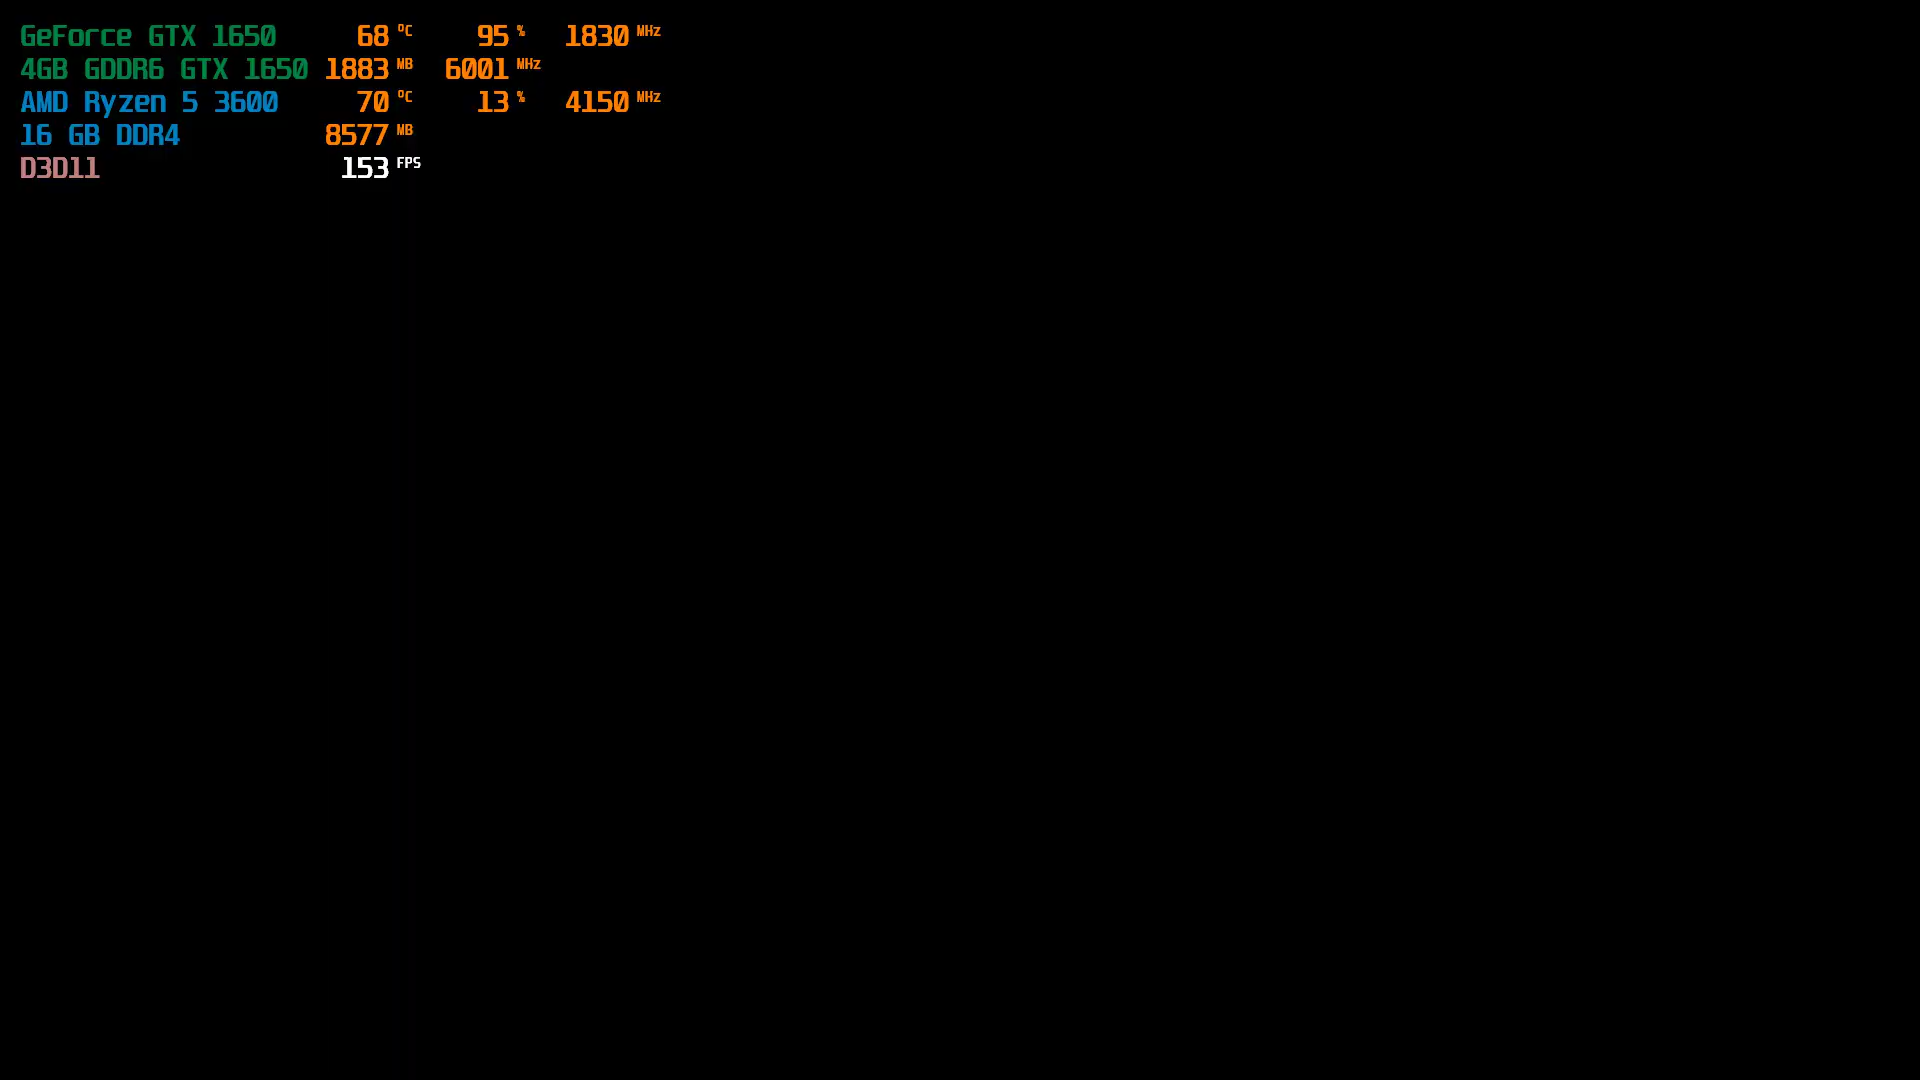 GeForce GTX 1650 68 °C 95 % 1830 MHz
4GB GDDR6 GTX 1650 1883 MB 6001 MHz
AMD Ryzen 5 3600 70 °C 13 % 4150 MHz
16 GB DDR4 8577 MB
D3D11 153 FPS